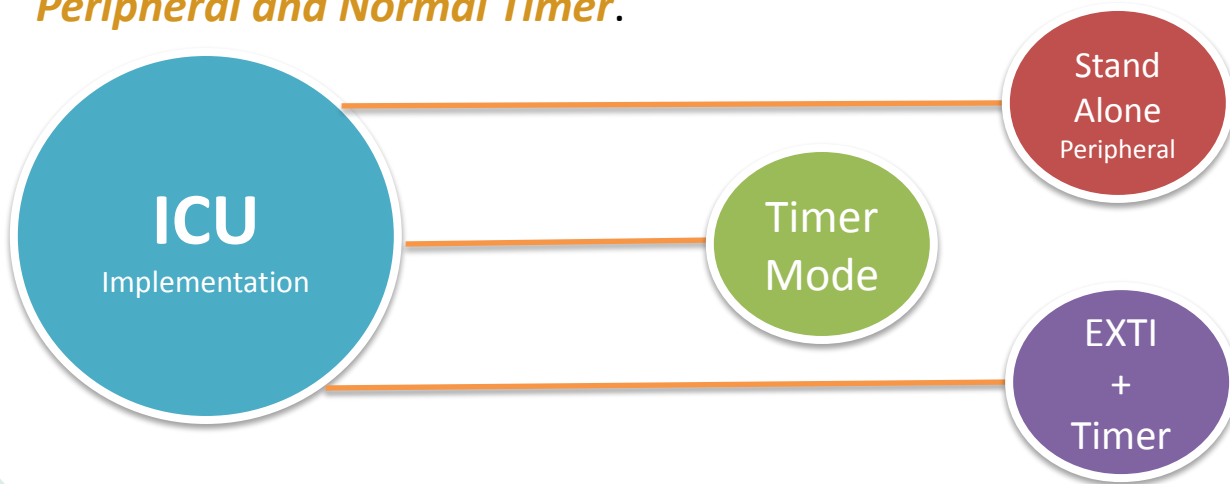 Peripheral and Normal Timer.
Stand
Alone
Peripheral
ICU
Implementation
Timer
Mode
EXTI
+
Timer